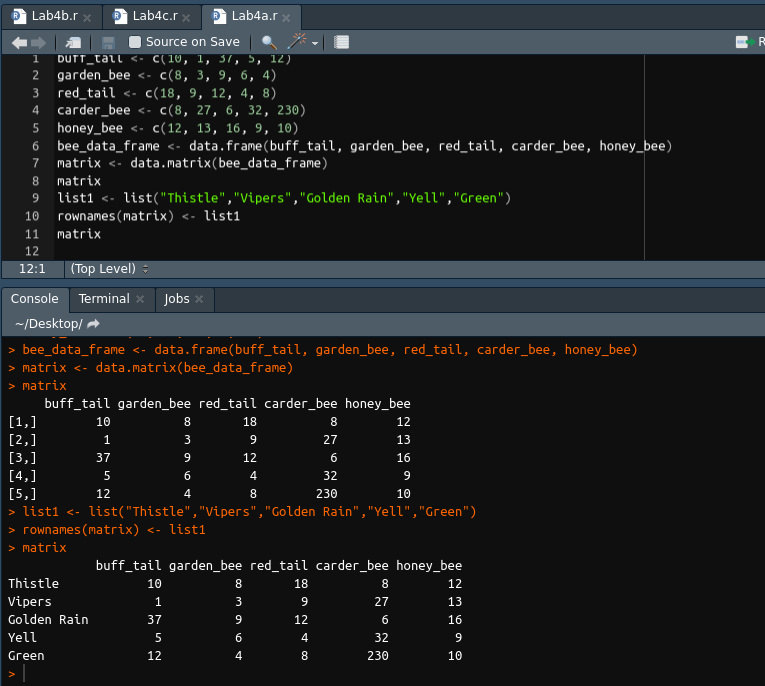 Lab4b.r × Lab4c.r × Lab4a.r ×
Source on Save R
1 buff_tail <- c(10, 1, 37, 5, 12)
2 garden_bee <- c(8, 3, 9, 6, 4)
3 red_tail <- c(18, 9, 12, 4, 8)
4 carder_bee <- c(8, 27, 6, 32, 230)
5 honey_bee <- c(12, 13, 16, 9, 10)
6 bee_data_frame <- data.frame(buff_tail, garden_bee, red_tail, carder_bee, honey_bee)
7 matrix <- data.matrix(bee_data_frame)
8 matrix
9 list1 <- list("Thistle","Vipers","Golden Rain","Yell","Green")
10 rownames(matrix) <- list1
11 matrix
12
12:1 (Top Level)
Console Terminal × Jobs ×
~/Desktop/
> bee_data_frame <- data.frame(buff_tail, garden_bee, red_tail, carder_bee, honey_bee)
> matrix <- data.matrix(bee_data_frame)
> matrix
buff_tail garden_bee red_tail carder_bee honey_bee
[1,] 10 8 18 8 12
[2,] 1 3 9 27 13
[3,] 37 9 12 6 16
[4,] 5 6 4 32 9
[5,] 12 4 8 230 10
> list1 <- list("Thistle","Vipers","Golden Rain","Yell","Green")
> rownames(matrix) <- list1
> matrix
buff_tail garden_bee red_tail carder_bee honey_bee
Thistle 10 8 18 8 12
Vipers 1 3 9 27 13
Golden Rain 37 9 12 6 16
Yell 5 6 4 32 9
Green 12 4 8 230 10
>